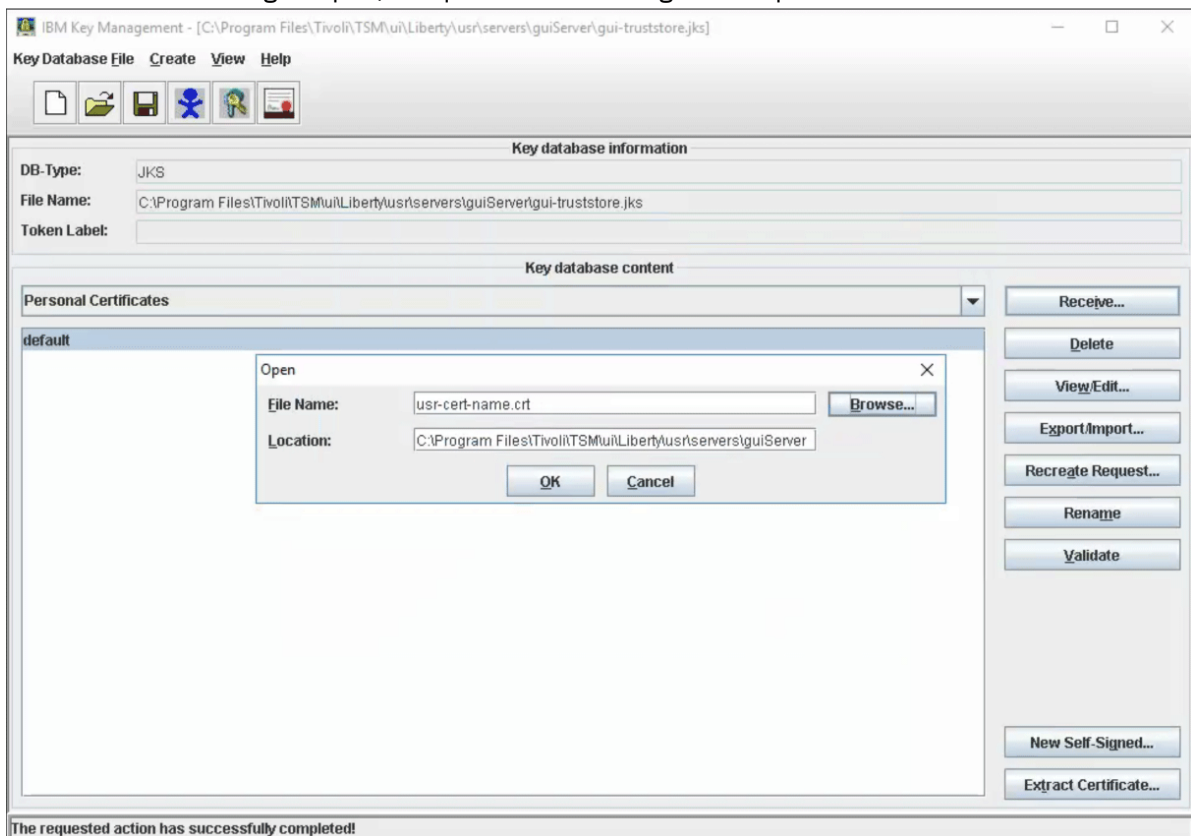 IBM Key Management - [C:\Program Files\Tivoli\TSM\ui\Liberty\usr\servers\guiServer\gui-truststore.jks]
Key Database File Create View Help
Key database information
DB-Type: JKS
File Name: C:\Program Files\Tivoli\TSM\ui\Liberty\usr\servers\guiServer\gui-truststore.jks
Token Label:
Key database content
Personal Certificates
Receive...
default
Delete
Open
View/Edit...
File Name: usr-cert-name.crt Browse...
Export/Import...
Location: C:\Program Files\Tivoli\TSM\ui\Liberty\usr\servers\guiServer
Recreate Request...
OK Cancel
Rename
Validate
New Self-Signed...
Extract Certificate...
The requested action has successfully completed!